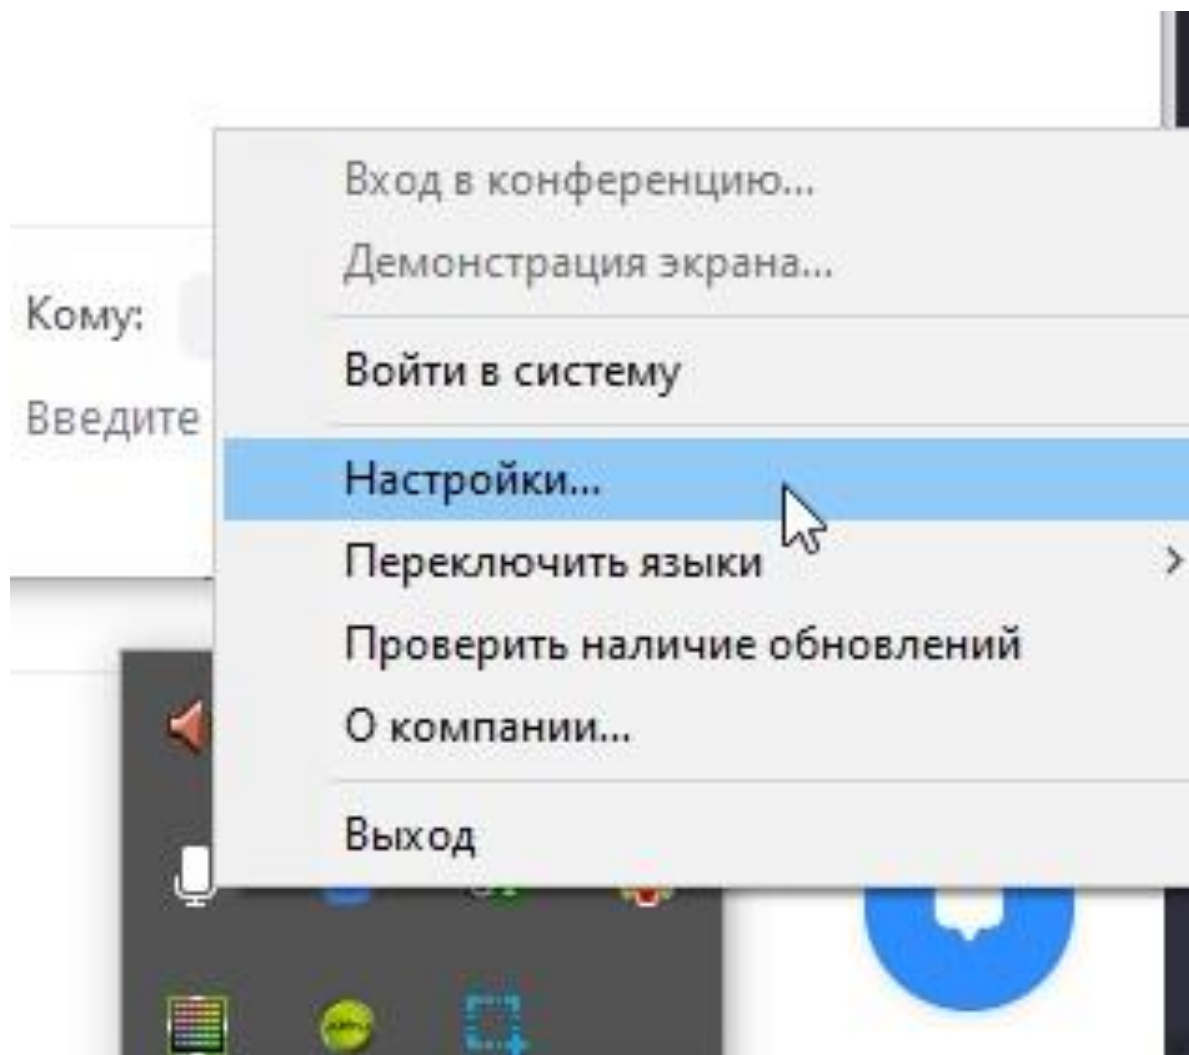 Вход в конференцию...
Демонстрация экрана...
Кому:
Войти в систему
Введите
Настройки...
Переключить языки
Проверить наличие обновлений
О компании...
Выход